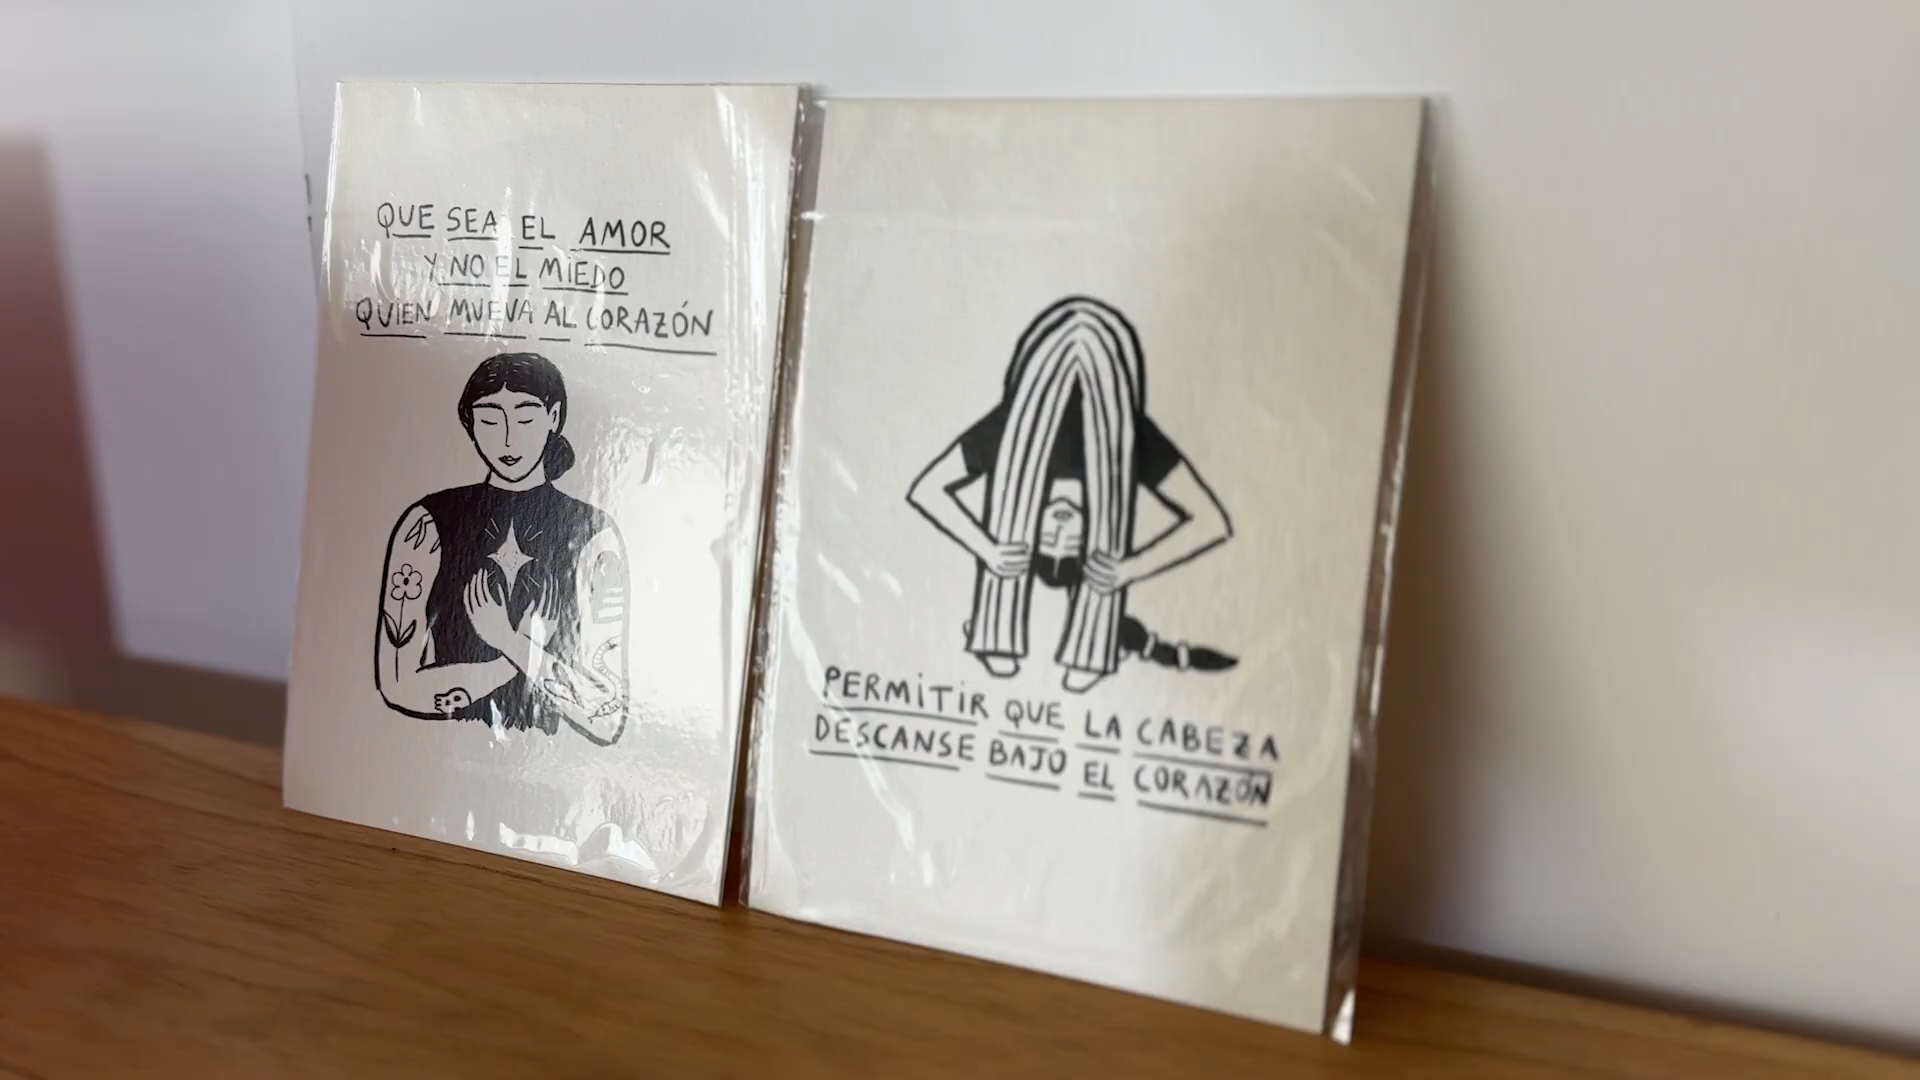 QUE SEA EL AMOR
Y NO EL MIEDO
QUIEN MUEVA AL CORAZÓN
PERMITIR QUE LA CABEZA
DESCANSE BAJO EL CORAZÓN